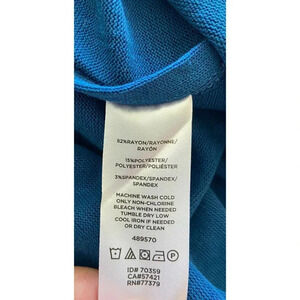 82%RAYON/RAYONNE/
RAYÓN
15%POLYESTER/
POLYESTER/POLIÉSTER
3%SPANDEX/SPANDEX/
SPANDEX
MACHINE WASH COLD
ONLY NON-CHLORINE
BLEACH WHEN NEEDED
TUMBLE DRY LOW
COOL IRON IF NEEDED
OR DRY CLEAN
489570
ID# 70359
CA#57421
RN#77379